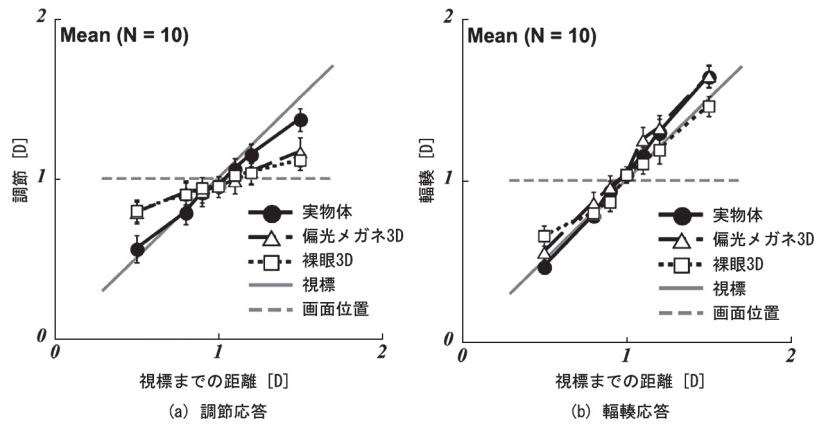 2
Mean (N = 10)
調節 [D]
1
実物体
偏光メガネ3D
裸眼3D
視標
画面位置
0
0
1
2
視標までの距離 [D]
(a) 調節応答
2
Mean (N = 10)
輻輳 [D]
1
実物体
偏光メガネ3D
裸眼3D
視標
画面位置
0
0
1
2
視標までの距離 [D]
(b) 輻輳応答